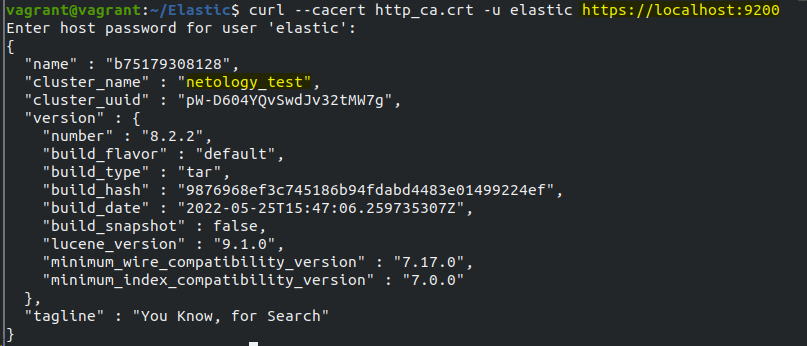 vagrant@vagrant:~/Elastic$ curl --cacert http_ca.crt -u elastic https://localhost:9200
Enter host password for user 'elastic':
{
  "name" : "b75179308128",
  "cluster_name" : "netology_test",
  "cluster_uuid" : "pW-D604YQvSwdJv32tMW7g",
  "version" : {
    "number" : "8.2.2",
    "build_flavor" : "default",
    "build_type" : "tar",
    "build_hash" : "9876968ef3c745186b94fdabd4483e01499224ef",
    "build_date" : "2022-05-25T15:47:06.259735307Z",
    "build_snapshot" : false,
    "lucene_version" : "9.1.0",
    "minimum_wire_compatibility_version" : "7.17.0",
    "minimum_index_compatibility_version" : "7.0.0"
  },
  "tagline" : "You Know, for Search"
}